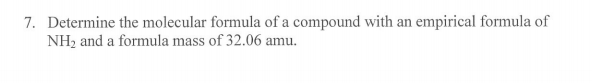 7. Determine the molecular formula of a compound with an empirical formula of
NH₂ and a formula mass of 32.06 amu.